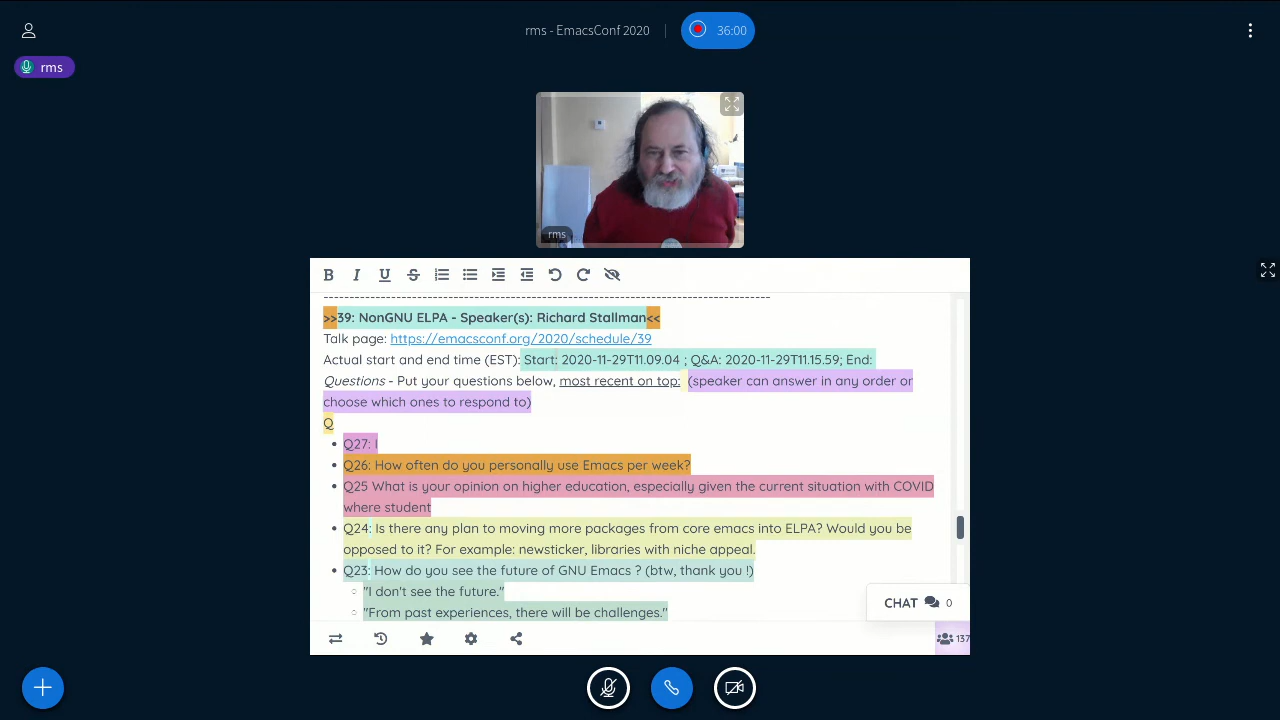 rms - EmacsConf 2020
36:00
rms
rms
B I U S
>>39: NonGNU ELPA - Speaker(s): Richard Stallman<<
Talk page: https://emacsconf.org/2020/schedule/39
Actual start and end time (EST): Start: 2020-11-29T11.09.04 ; Q&A: 2020-11-29T11.15.59; End:
Questions - Put your questions below, most recent on top: (speaker can answer in any order or
choose which ones to respond to)
Q
Q27: I
Q26: How often do you personally use Emacs per week?
Q25 What is your opinion on higher education, especially given the current situation with COVID
where student
Q24: Is there any plan to moving more packages from core emacs into ELPA? Would you be
opposed to it? For example: newsticker, libraries with niche appeal.
Q23: How do you see the future of GNU Emacs ? (btw, thank you !)
"I don't see the future."
"From past experiences, there will be challenges."
CHAT 0
137